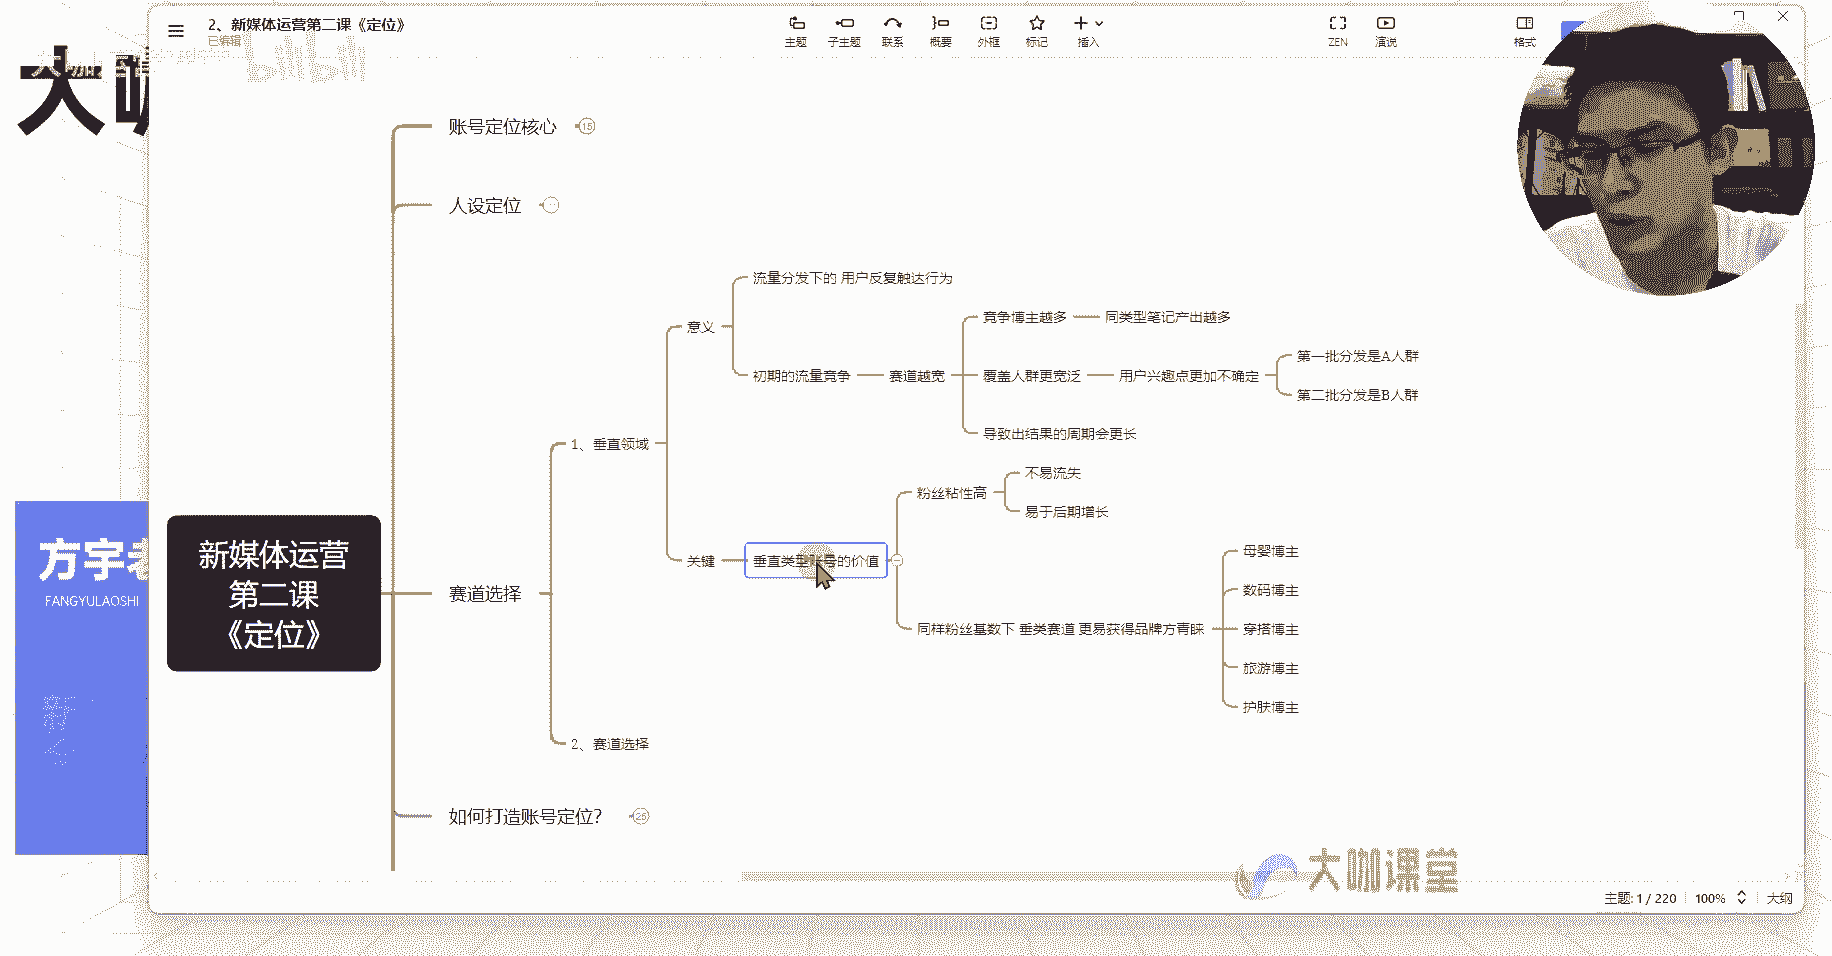 2、新媒体运营第二课《定位》
已编辑
主题
子主题
联系
概要
外框
标记
插入
ZEN
演说
格式
大咖
bilibili
账号定位核心
15
人设定位
流量分发下的 用户反复触达行为
意义
竞争博主越多
同类型笔记产出越多
初期的流量竞争
赛道越宽
覆盖人群更宽泛
用户兴趣点更加不确定
第一批分发是A人群
第二批分发是B人群
导致出结果的周期会更长
1、垂直领域
不易流失
粉丝粘性高
易于后期增长
关键
垂直类型账号的价值
母婴博主
数码博主
同样粉丝基数下 垂类赛道 更易获得品牌方青睐
穿搭博主
旅游博主
护肤博主
新媒体运营
第二课
《定位》
赛道选择
2、赛道选择
如何打造账号定位？
26
方宇老
FANGYULAOSHI
大咖课堂
主题: 1 / 220
100%
大纲